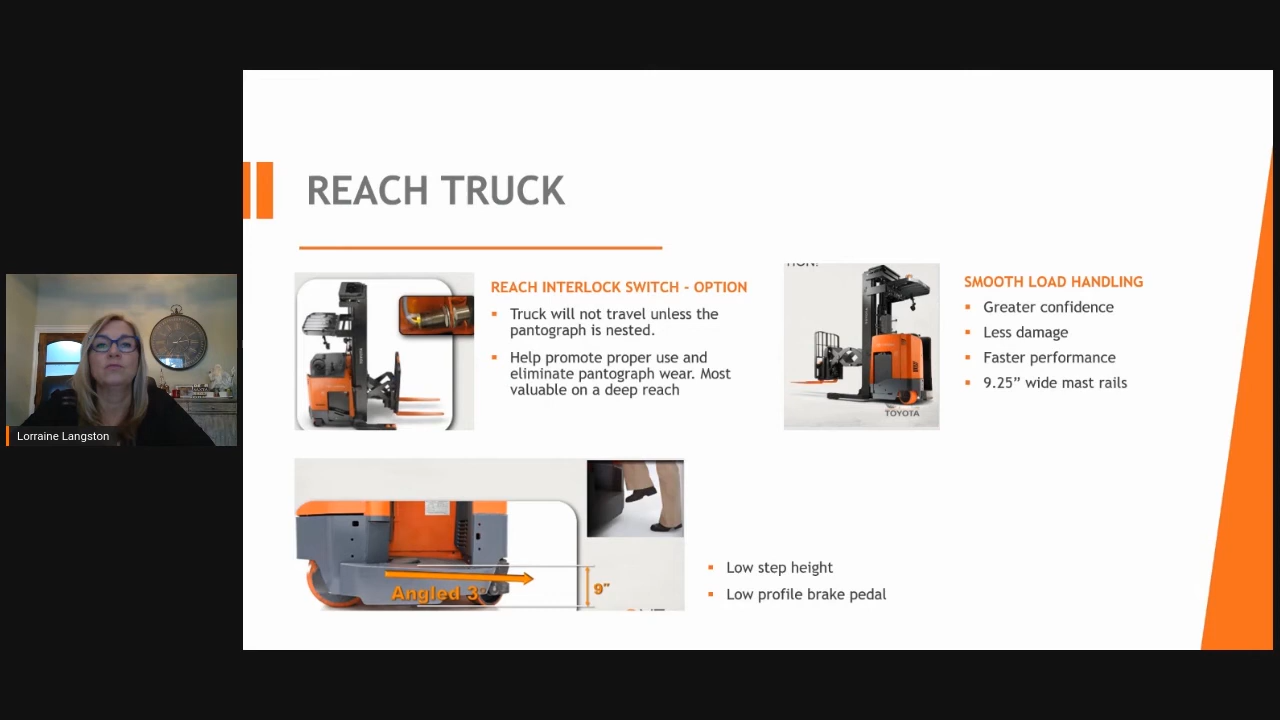 REACH TRUCK
REACH INTERLOCK SWITCH - OPTION
Truck will not travel unless the
pantograph is nested.
Help promote proper use and
eliminate pantograph wear. Most
valuable on a deep reach
SMOOTH LOAD HANDLING
Greater confidence
Less damage
Faster performance
9.25” wide mast rails
TOYOTA
Angled 3°
9"
Low step height
Low profile brake pedal
Lorraine Langston